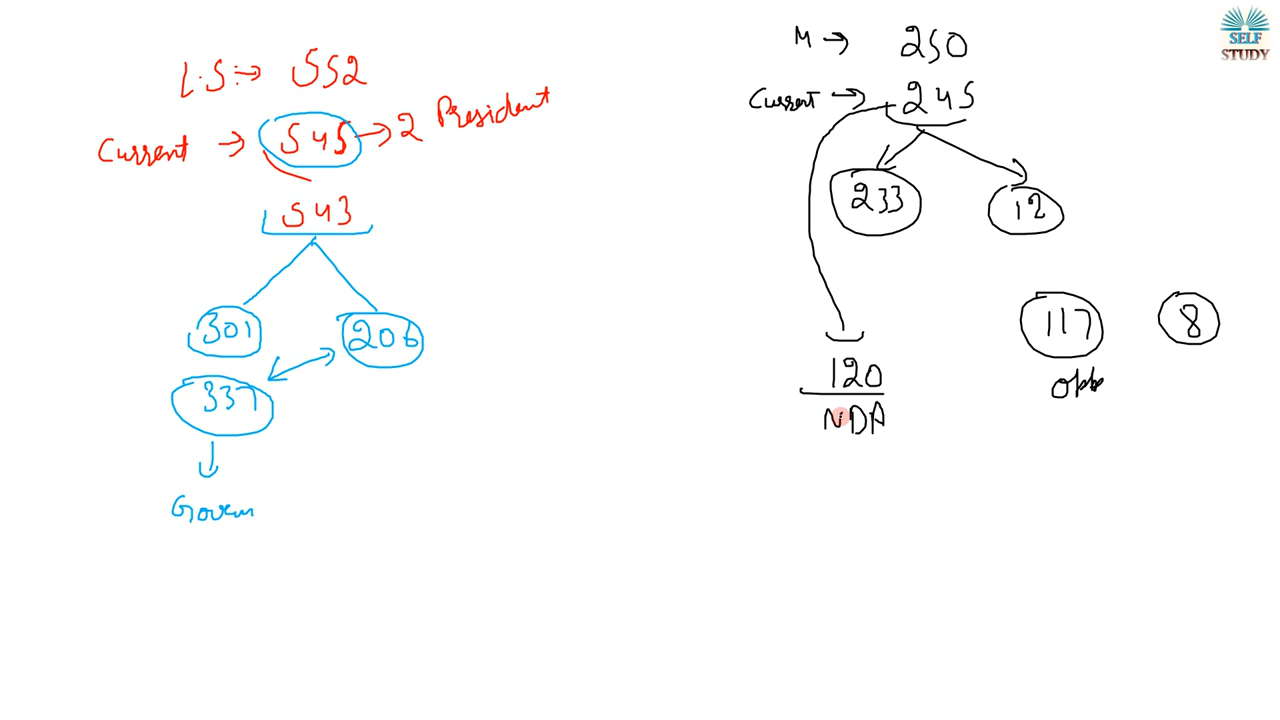 L.S:→ 552
Current → 545 → 2 President
543
301 206
337
Govern
M → 250
Current → 245
233 12
117 8
opp
120
NDA
SELF
STUDY